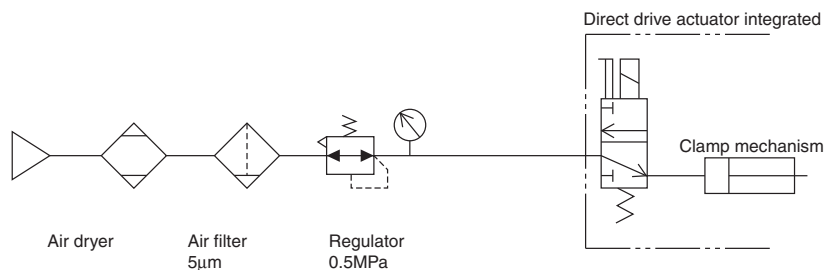 Direct drive actuator integrated
Clamp mechanism
Air dryer
Air filter
5μm
Regulator
0.5MPa